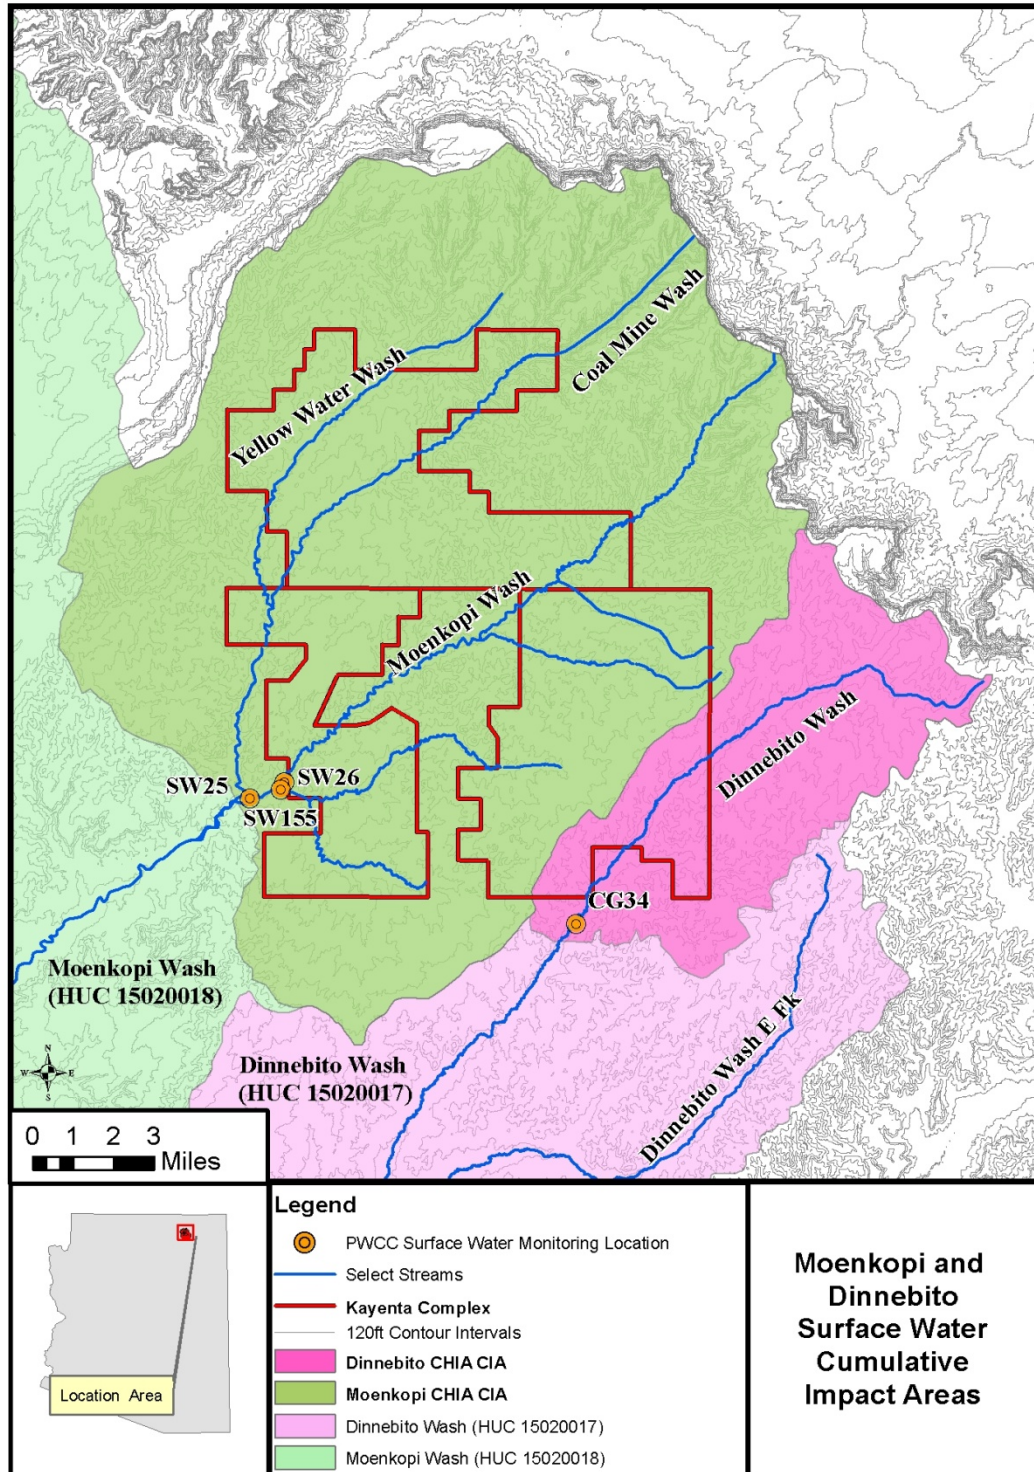 Yellow Water Wash
Coal Mine Wash
Moenkopi Wash
Dinnebito Wash
SW25
SW26
SW155
CG34
Moenkopi Wash
(HUC 15020018)
Dinnebito Wash
(HUC 15020017)
Dinnebito Wash E Fk
N
W
E
S
0 1 2 3
Miles
Location Area
Legend
PWCC Surface Water Monitoring Location
Select Streams
Kayenta Complex
120ft Contour Intervals
Dinnebito CHIA CIA
Moenkopi CHIA CIA
Dinnebito Wash (HUC 15020017)
Moenkopi Wash (HUC 15020018)
Moenkopi and
Dinnebito
Surface Water
Cumulative
Impact Areas